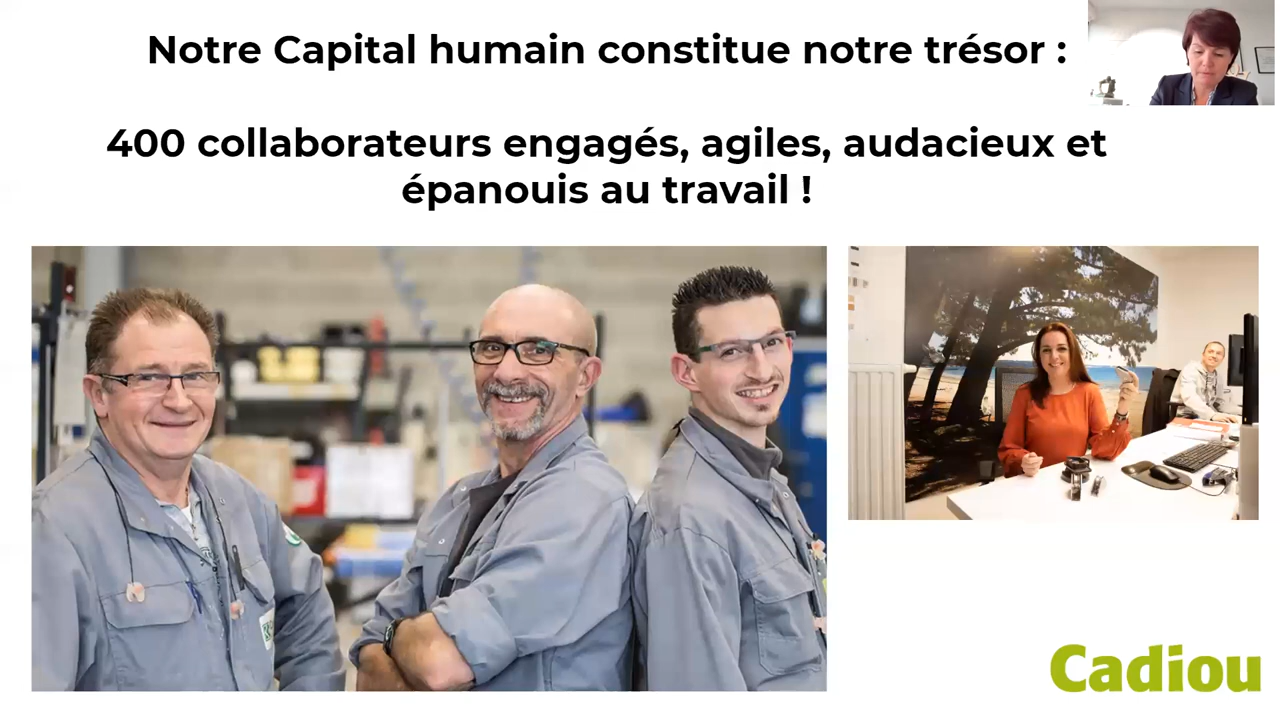 Notre Capital humain constitue notre trésor :
400 collaborateurs engagés, agiles, audacieux et
épanouis au travail !
Cadiou